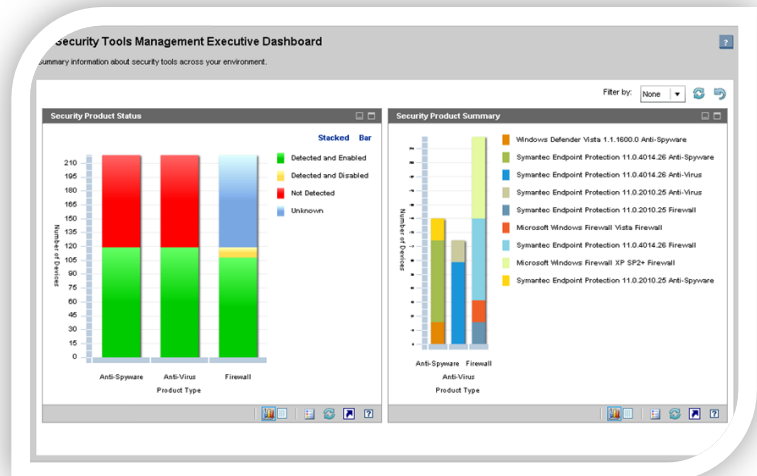 Security Tools Management Executive Dashboard
Summary information about security tools across your environment.
Filter by: None
Security Product Status
Stacked Bar
Detected and Enabled
Detected and Disabled
Not Detected
Unknown
210
195
180
165
150
135
120
105
90
75
60
45
30
15
0
Number of Devices
Anti-Spyware Anti-Virus Firewall
Product Type
Security Product Summary
Windows Defender Vista 1.1.1600.0 Anti-Spyware
Symantec Endpoint Protection 11.0.4014.26 Anti-Spyware
Symantec Endpoint Protection 11.0.4014.26 Anti-Virus
Symantec Endpoint Protection 11.0.2010.25 Anti-Virus
Symantec Endpoint Protection 11.0.2010.25 Firewall
Microsoft Windows Firewall Vista Firewall
Symantec Endpoint Protection 11.0.4014.26 Firewall
Microsoft Windows Firewall XP SP2+ Firewall
Symantec Endpoint Protection 11.0.2010.25 Anti-Spyware
Number of Devices
Anti-Spyware Firewall
Anti-Virus
Product Type